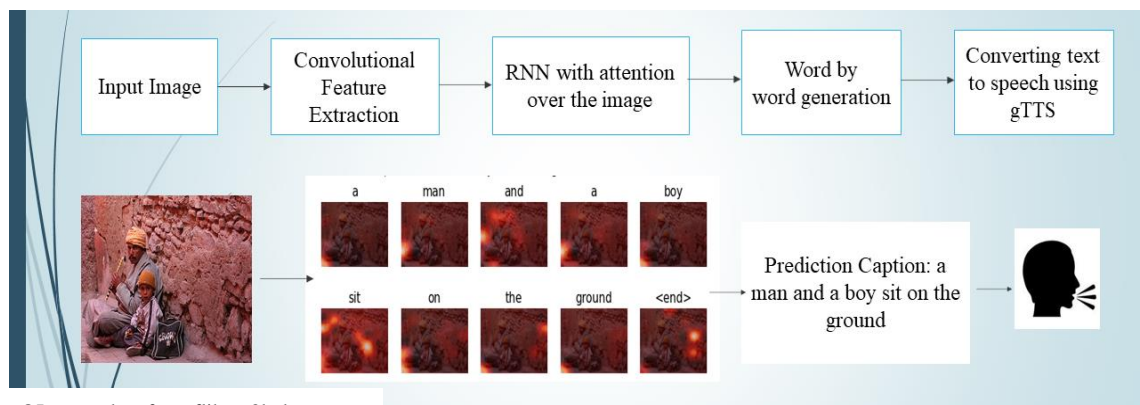 Input Image
Convolutional
Feature
Extraction
RNN with attention
over the image
Word by
word generation
Converting text
to speech using
gTTS
a man and a boy
sit on the ground <end>
Prediction Caption: a
man and a boy sit on the
ground